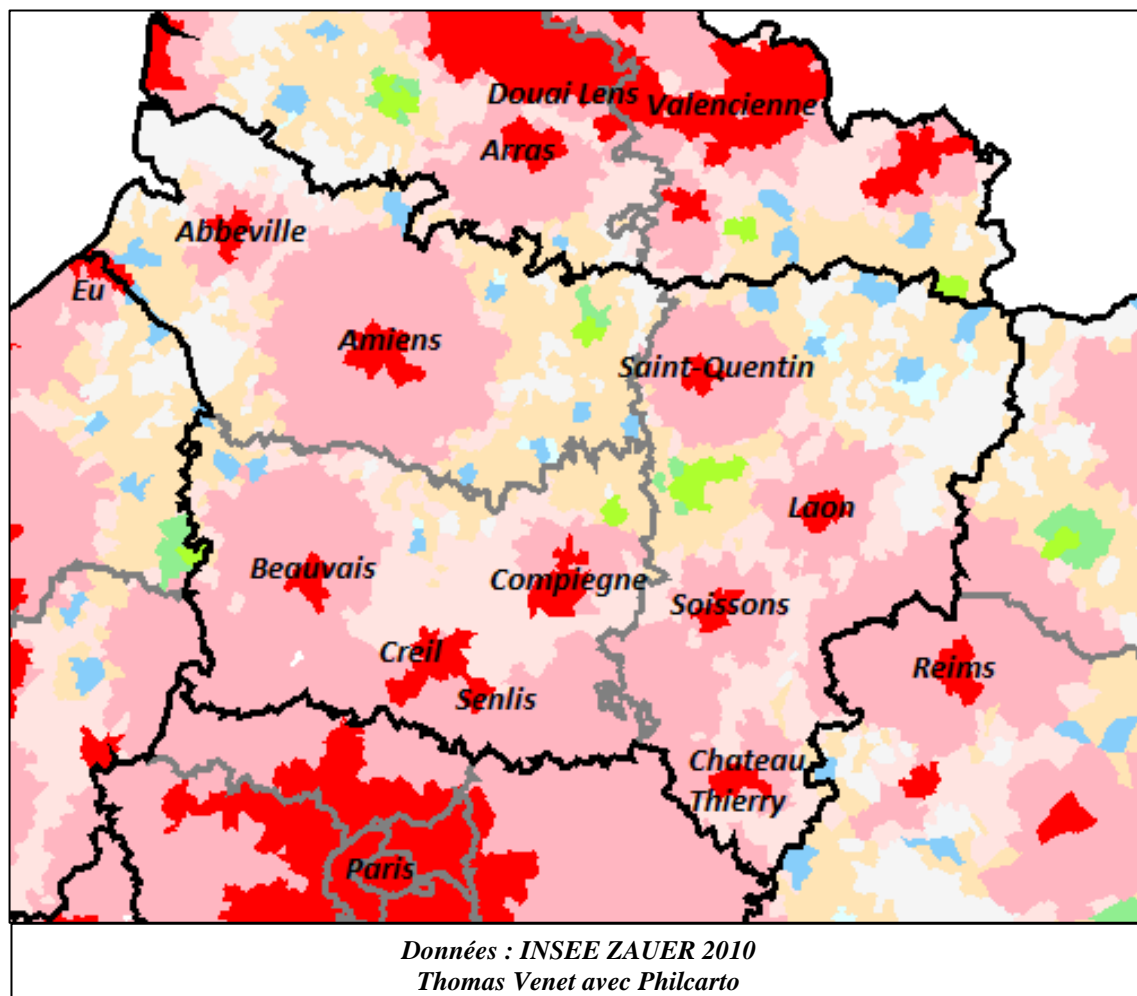 Douai Lens
Valencienne
Arras
Abbeville
Eu
Amiens
Saint-Quentin
Laon
Beauvais
Compiegne
Soissons
Creil
Senlis
Reims
Chateau
Thierry
Paris
Données : INSEE ZAUER 2010
Thomas Venet avec Philcarto